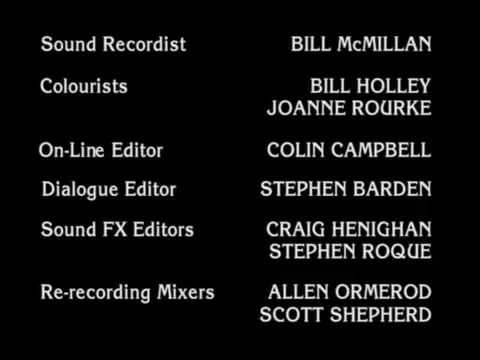 Sound Recordist BILL McMILLAN
Colourists BILL HOLLEY
JOANNE ROURKE
On-Line Editor COLIN CAMPBELL
Dialogue Editor STEPHEN BARDEN
Sound FX Editors CRAIG HENIGHAN
STEPHEN ROQUE
Re-recording Mixers ALLEN ORMEROD
SCOTT SHEPHERD